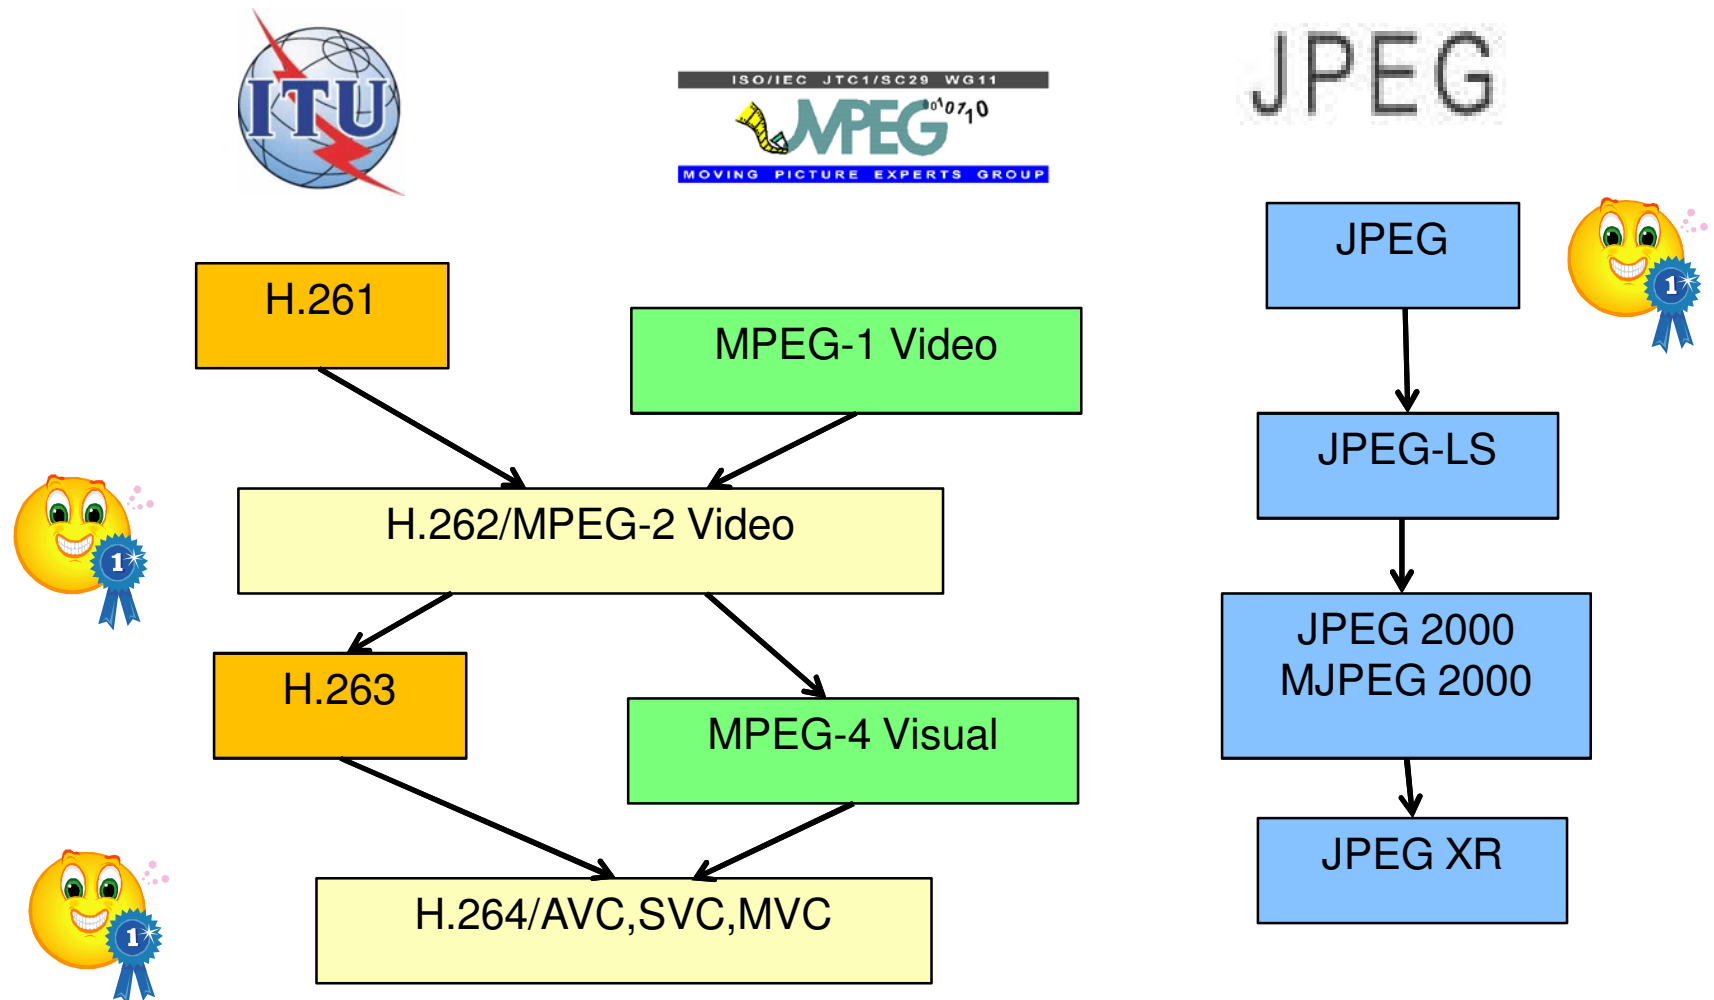 ITU
ISO/IEC JTC1/SC29 WG11
MPEG 0010110
MOVING PICTURE EXPERTS GROUP
JPEG
H.261
MPEG-1 Video
H.262/MPEG-2 Video
1
H.263
MPEG-4 Visual
H.264/AVC,SVC,MVC
1
JPEG
1
JPEG-LS
JPEG 2000
MJPEG 2000
JPEG XR